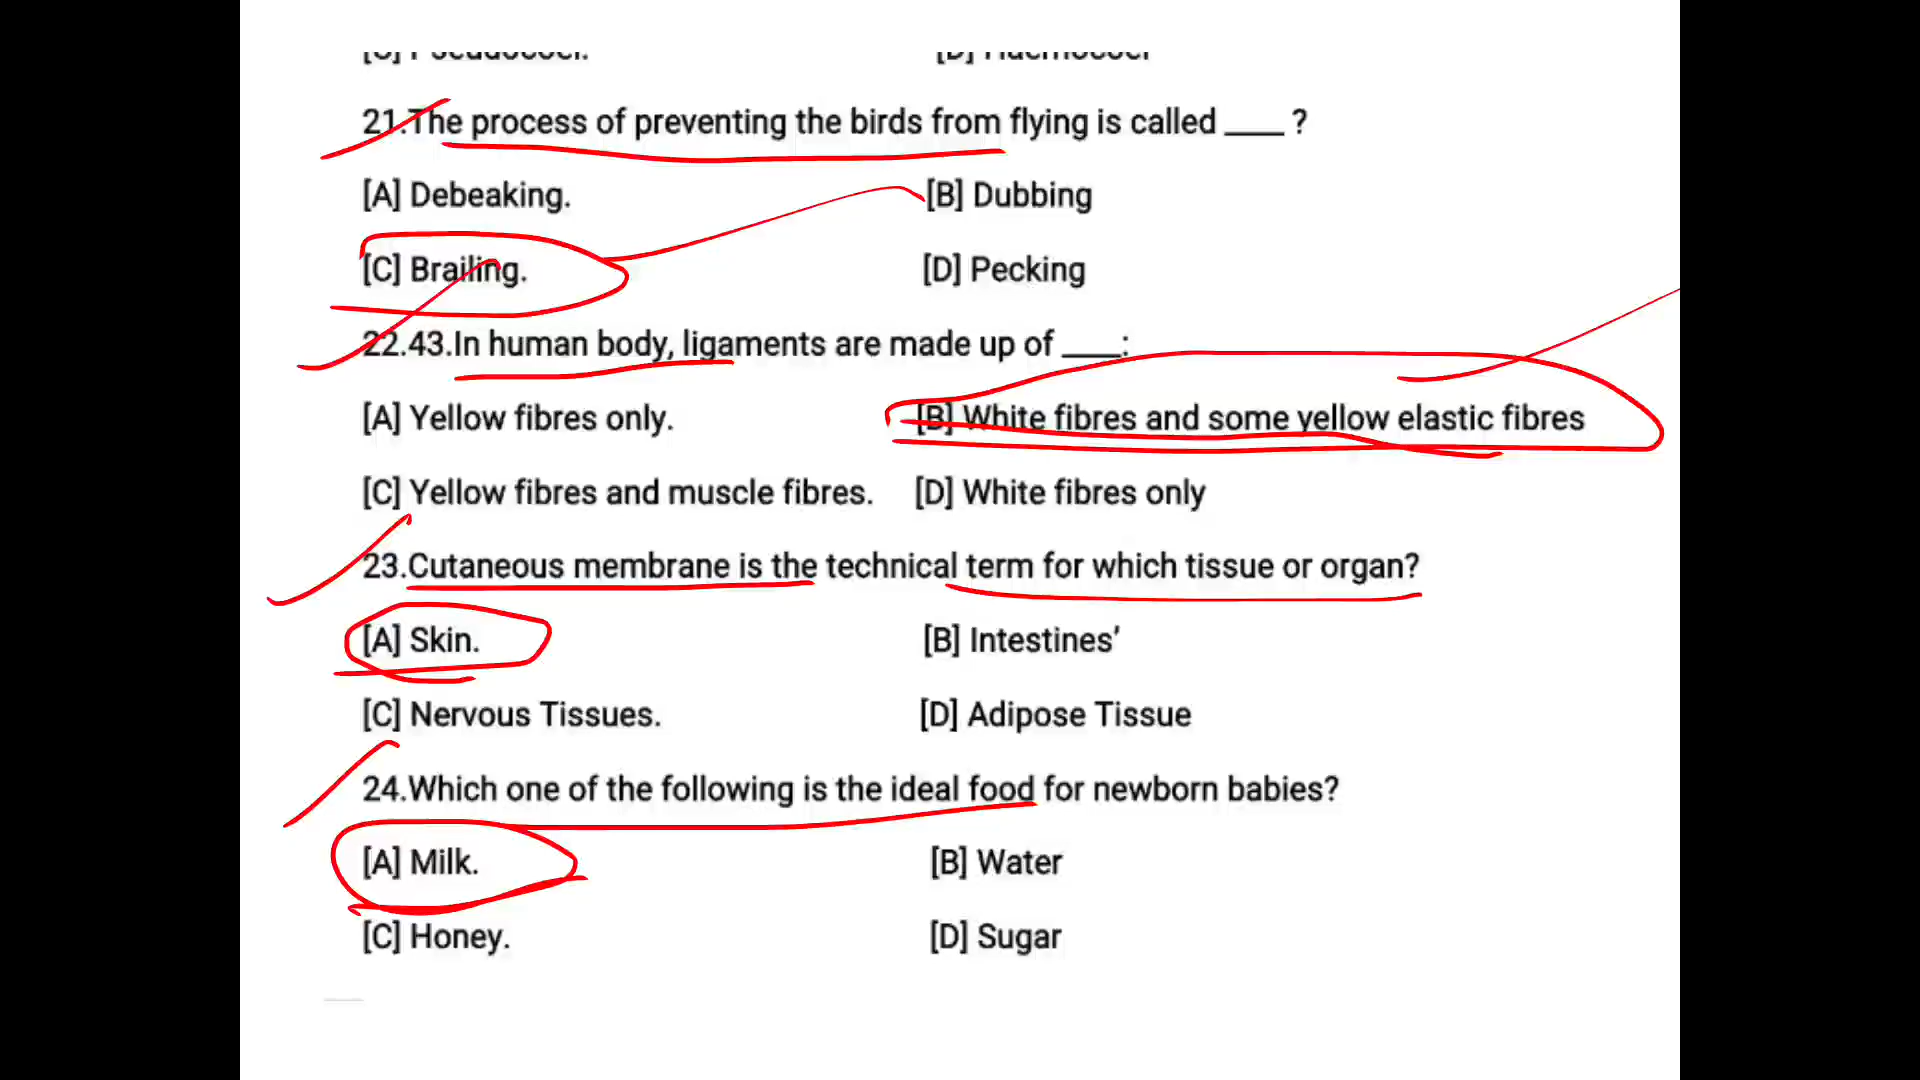 21.The process of preventing the birds from flying is called ____ ?
[A] Debeaking. [B] Dubbing
[C] Brailing. [D] Pecking
22.43.In human body, ligaments are made up of ____:
[A] Yellow fibres only. [B] White fibres and some yellow elastic fibres
[C] Yellow fibres and muscle fibres. [D] White fibres only
23.Cutaneous membrane is the technical term for which tissue or organ?
[A] Skin. [B] Intestines’
[C] Nervous Tissues. [D] Adipose Tissue
24.Which one of the following is the ideal food for newborn babies?
[A] Milk. [B] Water
[C] Honey. [D] Sugar